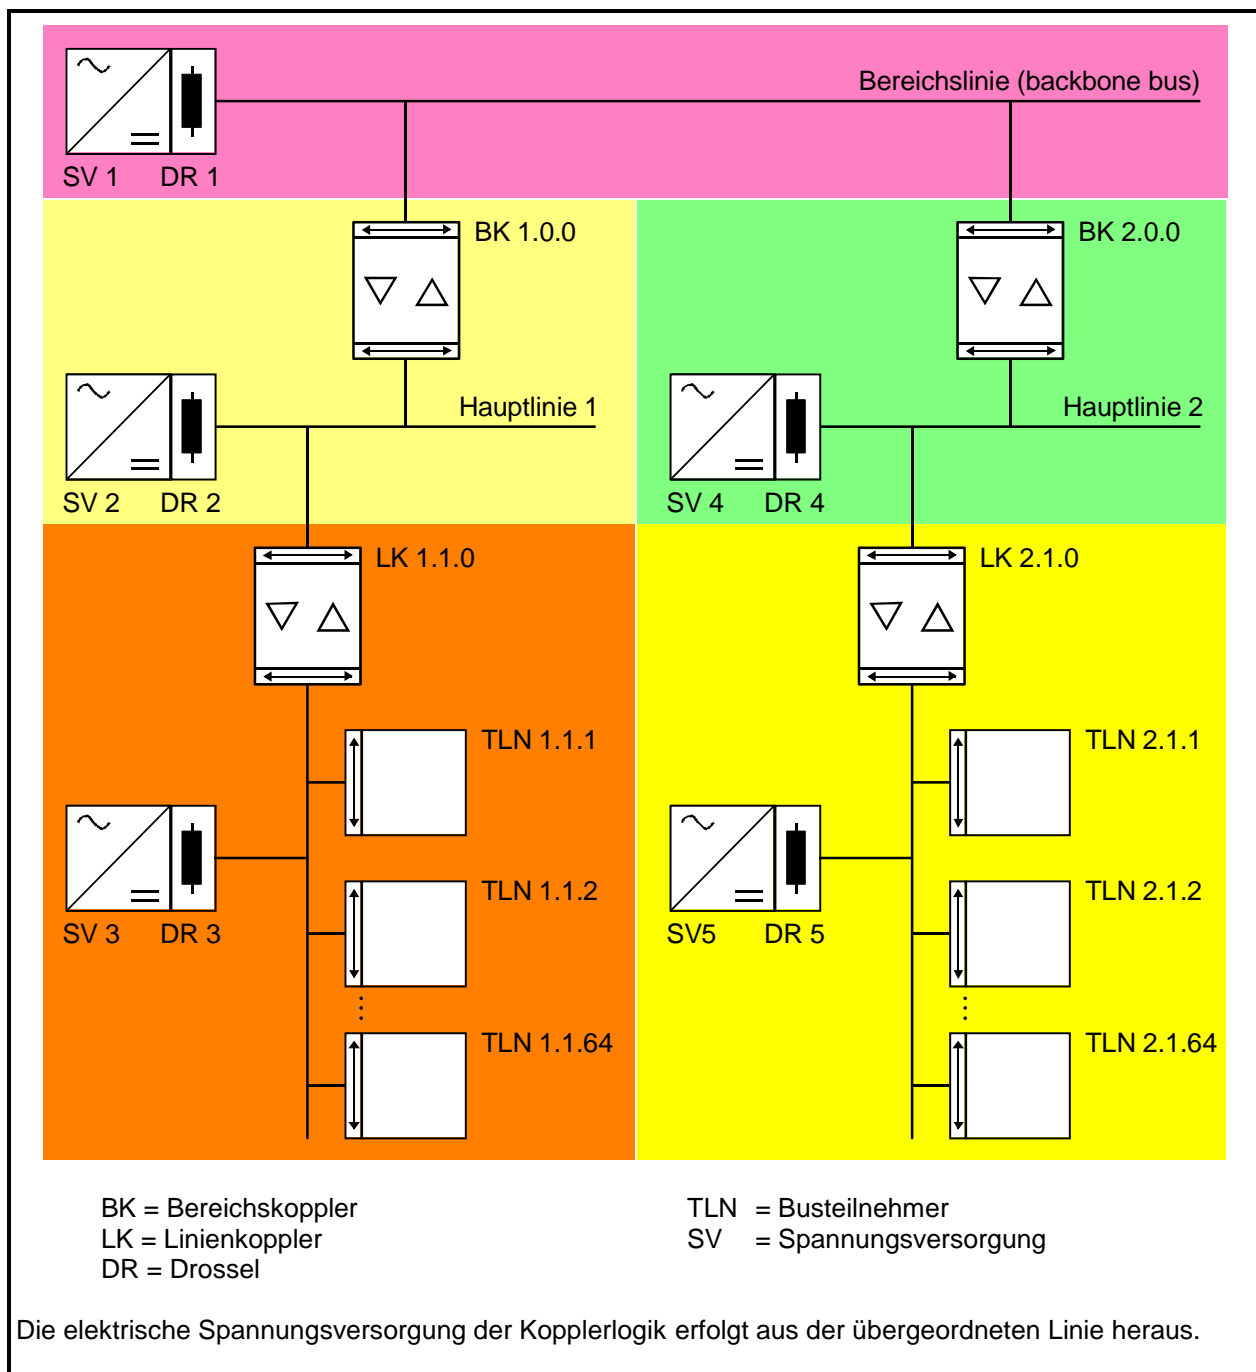 Bereichslinie (backbone bus)
SV 1 DR 1
BK 1.0.0
BK 2.0.0
Hauptlinie 1
Hauptlinie 2
SV 2 DR 2
SV 4 DR 4
LK 1.1.0
LK 2.1.0
TLN 1.1.1
TLN 2.1.1
TLN 1.1.2
TLN 2.1.2
SV 3 DR 3
SV5 DR 5
TLN 1.1.64
TLN 2.1.64
BK = Bereichskoppler
LK = Linienkoppler
DR = Drossel
TLN = Busteilnehmer
SV = Spannungsversorgung
Die elektrische Spannungsversorgung der Kopplerlogik erfolgt aus der übergeordneten Linie heraus.